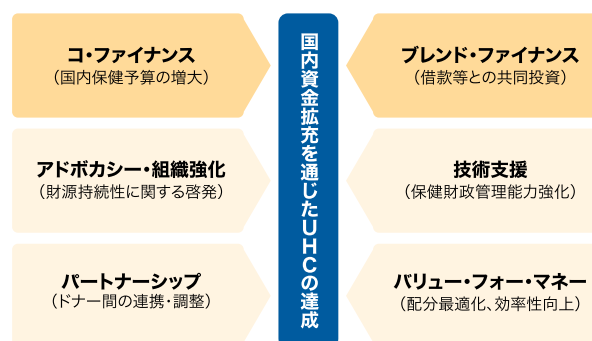 コ・ファイナンス
（国内保健予算の増大）
アドボカシー・組織強化
（財源持続性に関する啓発）
パートナーシップ
（ドナー間の連携・調整）
国内資金拡充を通じたUHCの達成
ブレンド・ファイナンス
（借款等との共同投資）
技術支援
（保健財政管理能力強化）
バリュー・フォー・マネー
（配分最適化、効率性向上）